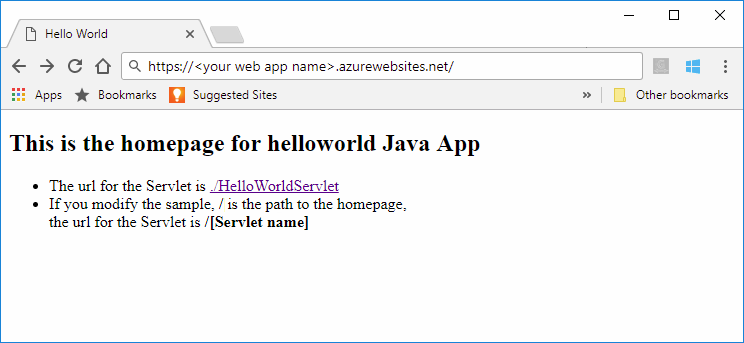 Hello World
https://<your web app name>.azurewebsites.net/
Apps Bookmarks Suggested Sites » Other bookmarks
This is the homepage for helloworld Java App
• The url for the Servlet is ./HelloWorldServlet
• If you modify the sample, / is the path to the homepage,
the url for the Servlet is /[Servlet name]